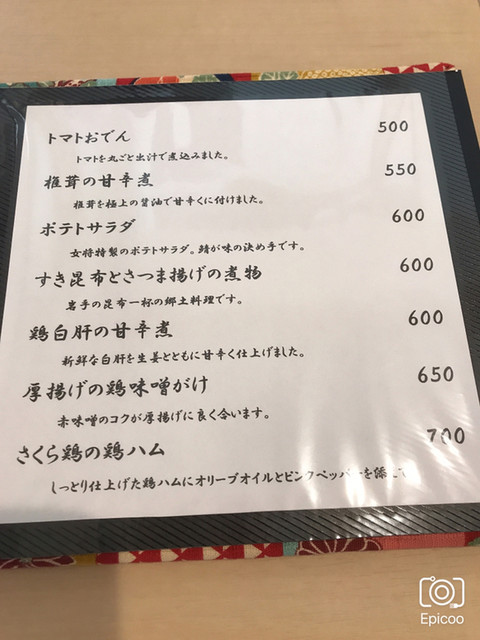 トマトおでん 500
トマトを丸ごと出汁で煮込みました。
椎茸の甘辛煮 550
椎茸を極上の醤油で甘辛くに付けました。
ポテトサラダ 600
女将特製のポテトサラダ。鯖が味の決め手です。
すき昆布とさつま揚げの煮物 600
岩手の昆布一杯の郷土料理です。
鶏白肝の甘辛煮 600
新鮮な白肝を生姜とともに甘辛く仕上げました。
厚揚げの鶏味噌がけ 650
赤味噌のコクが厚揚げに良く合います。
さくら鶏の鶏ハム 700
しっとり仕上げた鶏ハムにオリーブオイルとピンクペッパーを添えて
Epicoo